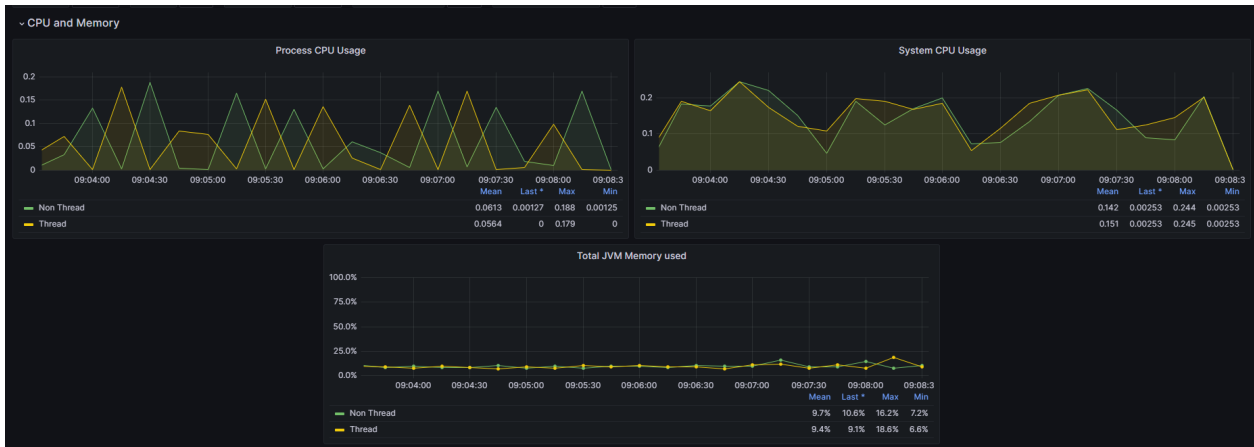 CPU and Memory
Process CPU Usage
0.2
0.15
0.1
0.05
0
09:04:00 09:04:30 09:05:00 09:05:30 09:06:00 09:06:30 09:07:00 09:07:30 09:08:00 09:08:3
Mean Last * Max Min
Non Thread 0.0613 0.00127 0.188 0.00125
Thread 0.0564 0 0.179 0
System CPU Usage
0.2
0.1
0
09:04:00 09:04:30 09:05:00 09:05:30 09:06:00 09:06:30 09:07:00 09:07:30 09:08:00 09:08:3
Mean Last * Max Min
Non Thread 0.142 0.00253 0.244 0.00253
Thread 0.151 0.00253 0.245 0.00253
Total JVM Memory used
100.0%
75.0%
50.0%
25.0%
0.0%
09:04:00 09:04:30 09:05:00 09:05:30 09:06:00 09:06:30 09:07:00 09:07:30 09:08:00 09:08:3
Mean Last * Max Min
Non Thread 9.7% 10.6% 16.2% 7.2%
Thread 9.4% 9.1% 18.6% 6.6%